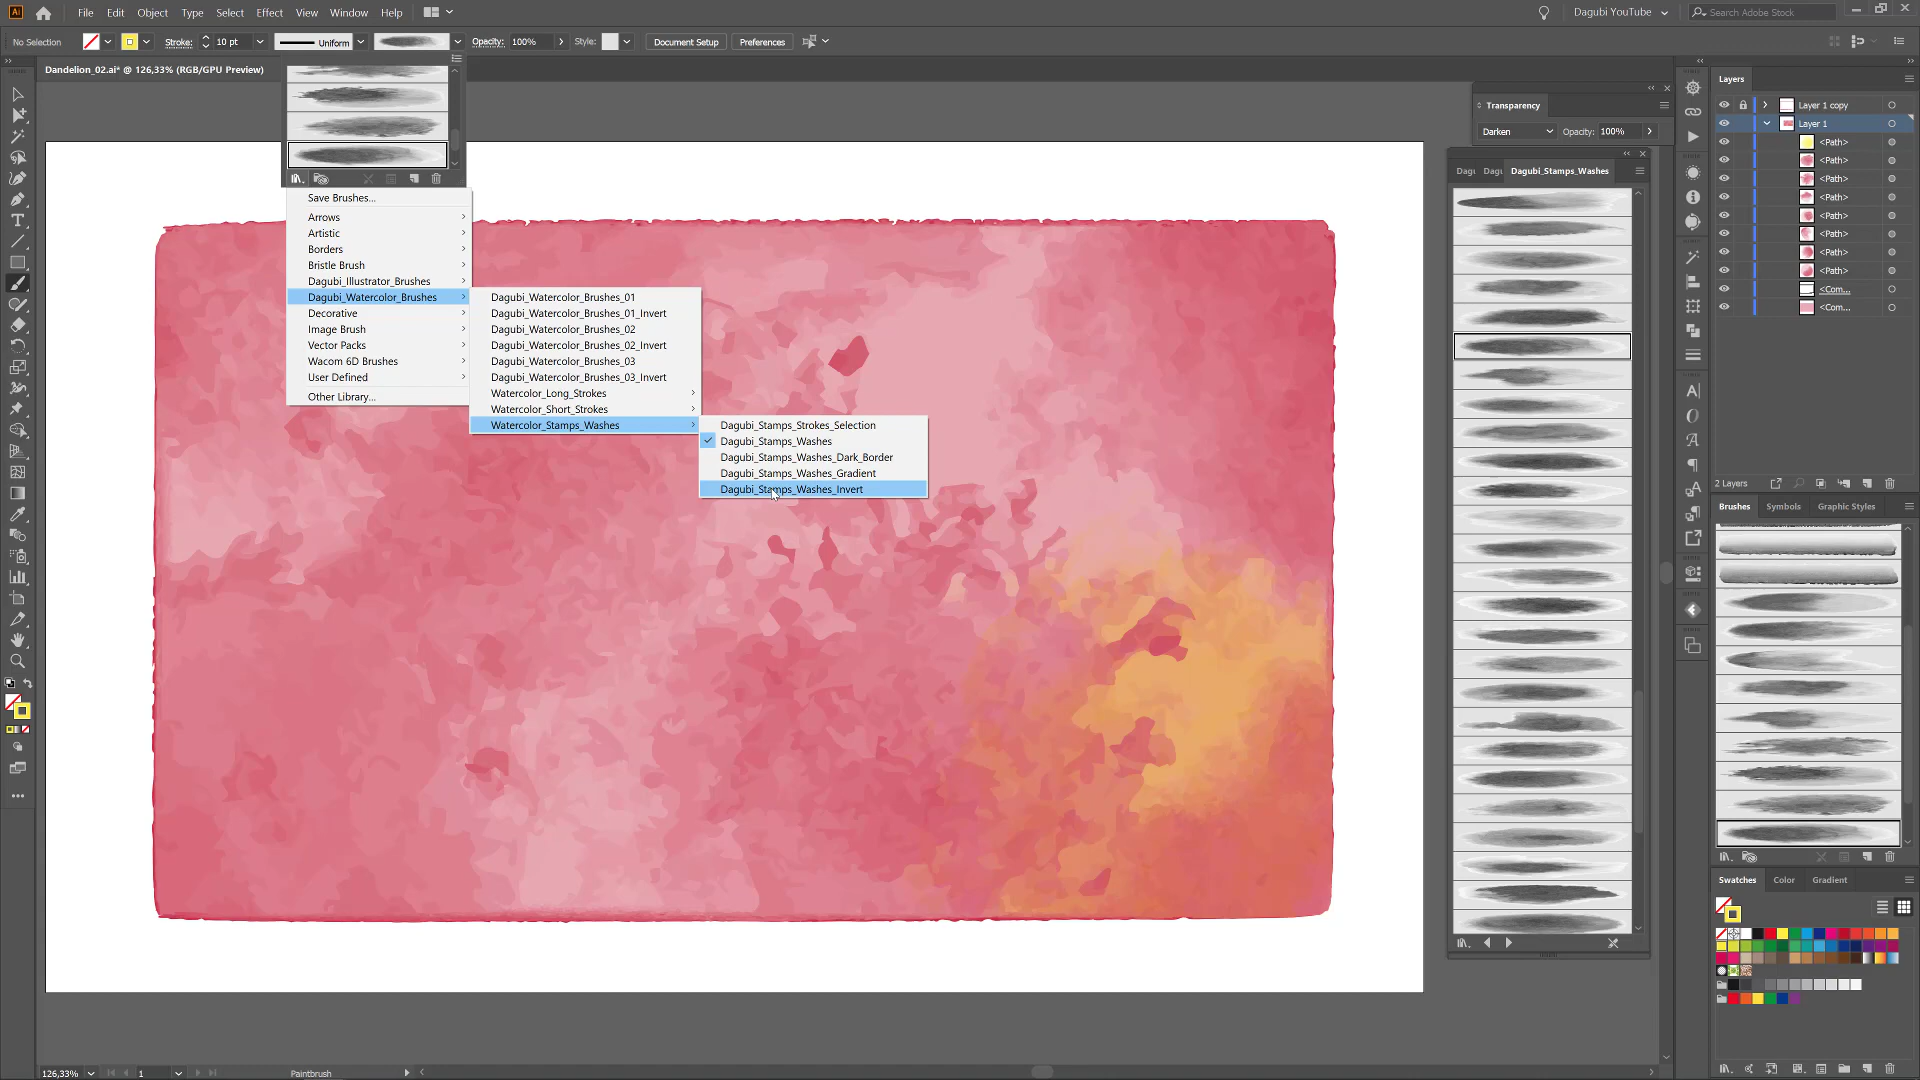 Ai
File Edit Object Type Select Effect View Window Help
Dagubi YouTube
Search Adobe Stock
No Selection
Stroke: 10 pt
Uniform
Opacity: 100%
Style:
Document Setup
Preferences
Dandelion_02.ai* @ 126,33% (RGB/GPU Preview)
Save Brushes...
Arrows
Artistic
Borders
Bristle Brush
Dagubi_Illustrator_Brushes
Dagubi_Watercolor_Brushes
Decorative
Image Brush
Vector Packs
Wacom 6D Brushes
User Defined
Other Library...
Dagubi_Watercolor_Brushes_01
Dagubi_Watercolor_Brushes_01_Invert
Dagubi_Watercolor_Brushes_02
Dagubi_Watercolor_Brushes_02_Invert
Dagubi_Watercolor_Brushes_03
Dagubi_Watercolor_Brushes_03_Invert
Watercolor_Long_Strokes
Watercolor_Short_Strokes
Watercolor_Stamps_Washes
Dagubi_Stamps_Strokes_Selection
Dagubi_Stamps_Washes
Dagubi_Stamps_Washes_Dark_Border
Dagubi_Stamps_Washes_Gradient
Dagubi_Stamps_Washes_Invert
Transparency
Darken Opacity: 100%
Dagu Dagu Dagubi_Stamps_Washes
Layers
Layer 1 copy
Layer 1
<Path>
<Path>
<Path>
<Path>
<Path>
<Path>
<Path>
<Path>
<Com...
<Com...
2 Layers
Brushes Symbols Graphic Styles
Swatches Color Gradient
126,33% 1 Paintbrush